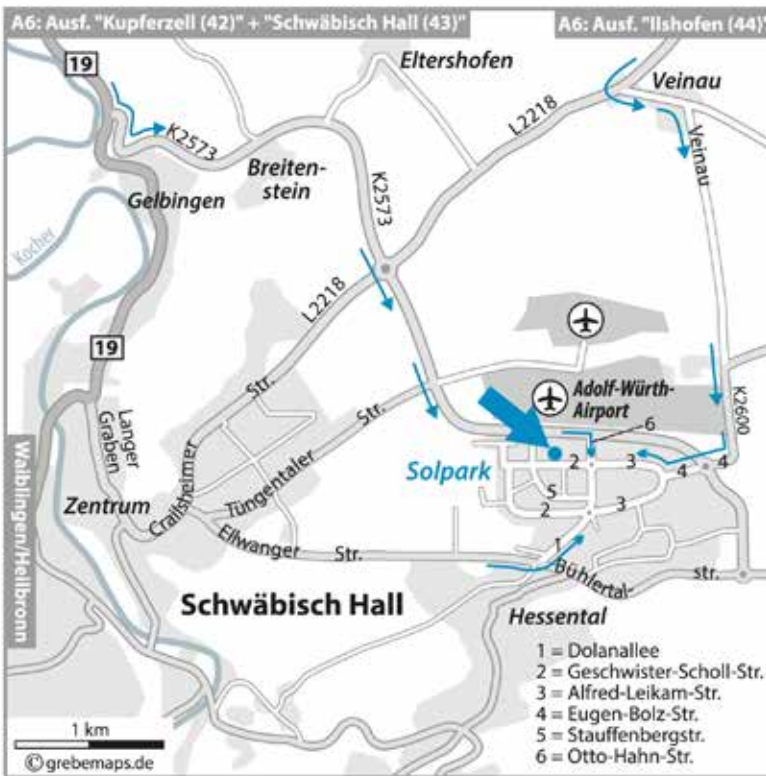 A6: Ausf. "Kupferzell (42)" + "Schwäbisch Hall (43)"
A6: Ausf. "Ilshofen (44)"
19
Eltershofen
Veinau
K2573
L2218
Veinau
Breiten-
stein
Gelbingen
K2573
Kocher
L2218
19
Str.
Adolf-Würth-
Airport
K2600
Langer
Graben
Str.
6
Solpark
2
3
4
4
Zentrum
Crailsheimer
Tüngentaler
5
2
3
Ellwanger
Str.
1
Bühlertal-
str.
Waiblingen/Heilbronn
Schwäbisch Hall
Hessental
1 = Dolanallee
2 = Geschwister-Scholl-Str.
3 = Alfred-Leikam-Str.
4 = Eugen-Bolz-Str.
5 = Stauffenbergstr.
6 = Otto-Hahn-Str.
1 km
© grebemaps.de